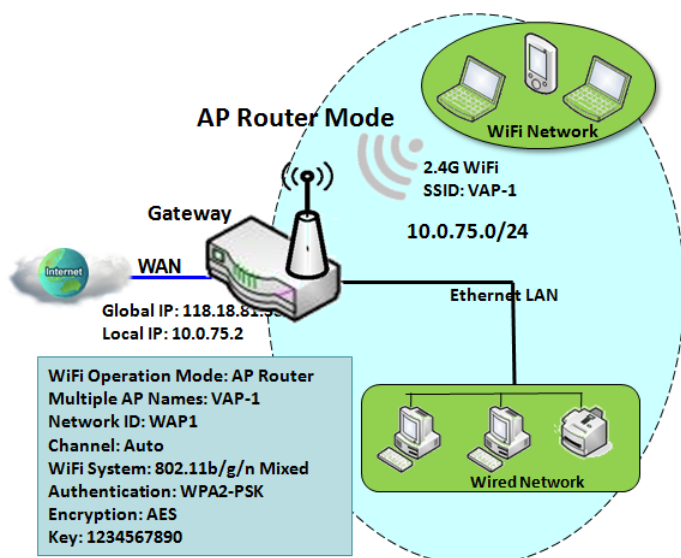 AP Router Mode
WiFi Network
2.4G WiFi
SSID: VAP-1
Gateway
10.0.75.0/24
Internet
WAN
Ethernet LAN
Global IP:
Local IP: 10.0.75.2
WiFi Operation Mode: AP Router
Multiple AP Names: VAP-1
Network ID: WAP1
Channel: Auto
WiFi System: 802.11b/g/n Mixed
Authentication: WPA2-PSK
Encryption: AES
Key: 1234567890
Wired Network